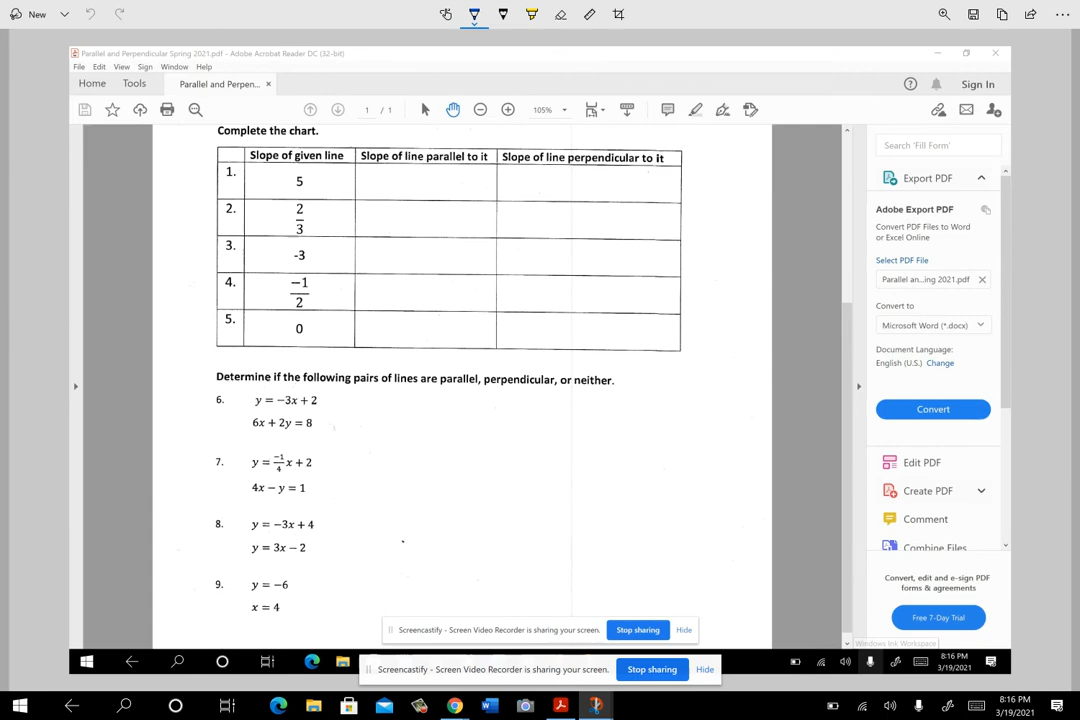 New
Parallel and Perpendicular Spring 2021.pdf - Adobe Acrobat Reader DC (32-bit)
File Edit View Sign Window Help
Home Tools Parallel and Perpen... × Sign In
1 / 1 105%
Complete the chart.
Slope of given line Slope of line parallel to it Slope of line perpendicular to it
1. 5
2. 2/3
3. -3
4. −1/2
5. 0
Determine if the following pairs of lines are parallel, perpendicular, or neither.
6. y = −3x + 2
6x + 2y = 8
7. y = −1/4 x + 2
4x − y = 1
8. y = −3x + 4
y = 3x − 2
9. y = −6
x = 4
Search 'Fill Form'
Export PDF
Adobe Export PDF
Convert PDF Files to Word
or Excel Online
Select PDF File
Parallel an...ing 2021.pdf
Convert to
Microsoft Word (*.docx)
Document Language:
English (U.S.) Change
Convert
Edit PDF
Create PDF
Comment
Combine Files
Convert, edit and e-sign PDF
forms & agreements
Free 7-Day Trial
Windows Ink Workspace
Screencastify - Screen Video Recorder is sharing your screen. Stop sharing Hide
8:16 PM
3/19/2021
Screencastify - Screen Video Recorder is sharing your screen. Stop sharing Hide
8:16 PM
3/19/2021